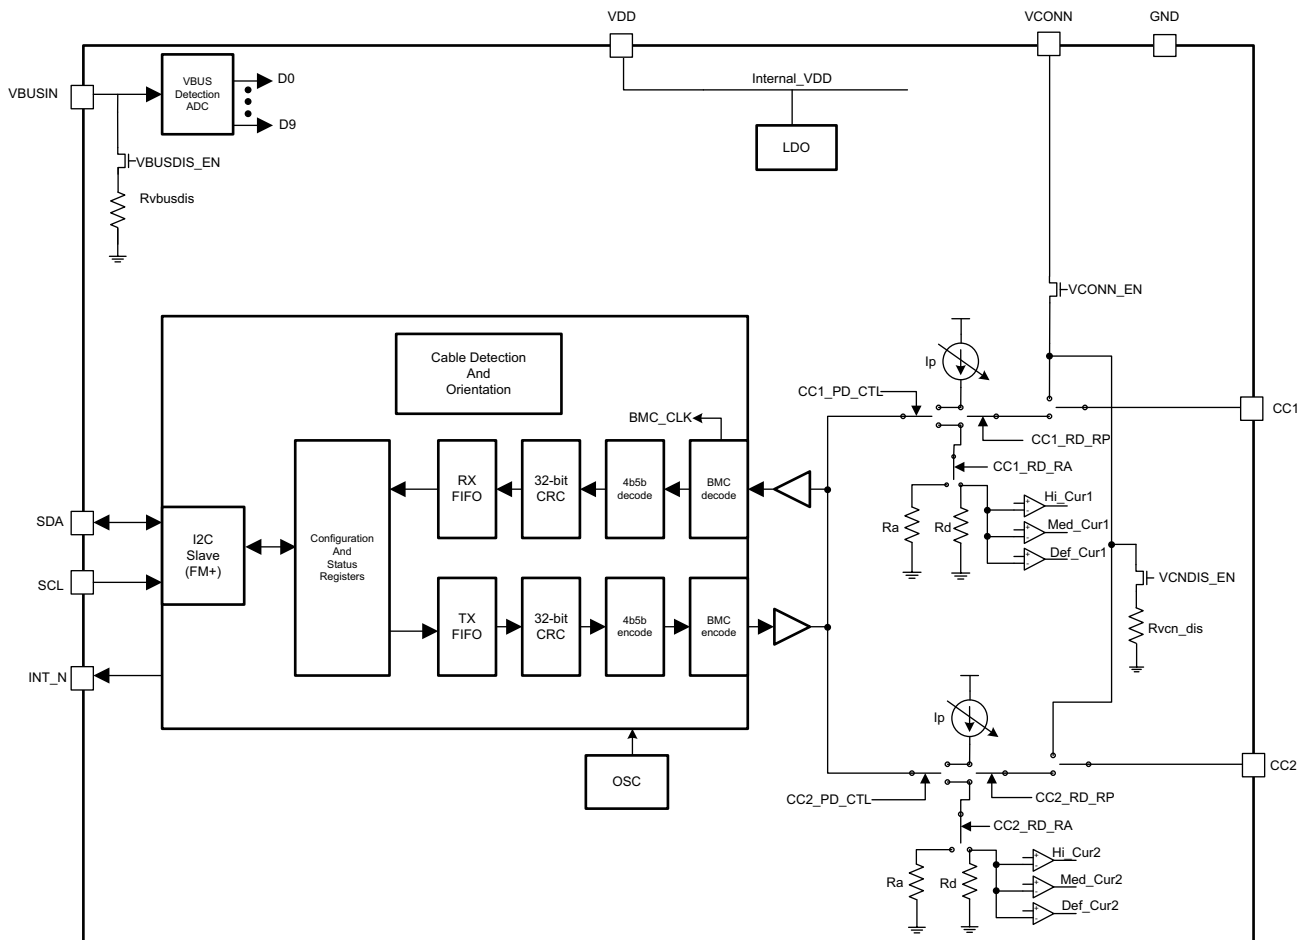 VDD
VCONN
GND
VBUSIN
VBUS
Detection
ADC
D0
D9
Internal_VDD
LDO
VBUSDIS_EN
Rvbusdis
VCONN_EN
Cable Detection
And
Orientation
Ip
CC1_PD_CTL
CC1
BMC_CLK
CC1_RD_RP
CC1_RD_RA
RX
FIFO
32-bit
CRC
4b5b
decode
BMC
decode
Ra
Rd
Hi_Cur1
Med_Cur1
Def_Cur1
SDA
I2C
Slave
(FM+)
Configuration
And
Status
Registers
SCL
VCNDIS_EN
TX
FIFO
32-bit
CRC
4b5b
encode
BMC
encode
Rvcn_dis
INT_N
Ip
OSC
CC2
CC2_PD_CTL
CC2_RD_RP
CC2_RD_RA
Ra
Rd
Hi_Cur2
Med_Cur2
Def_Cur2